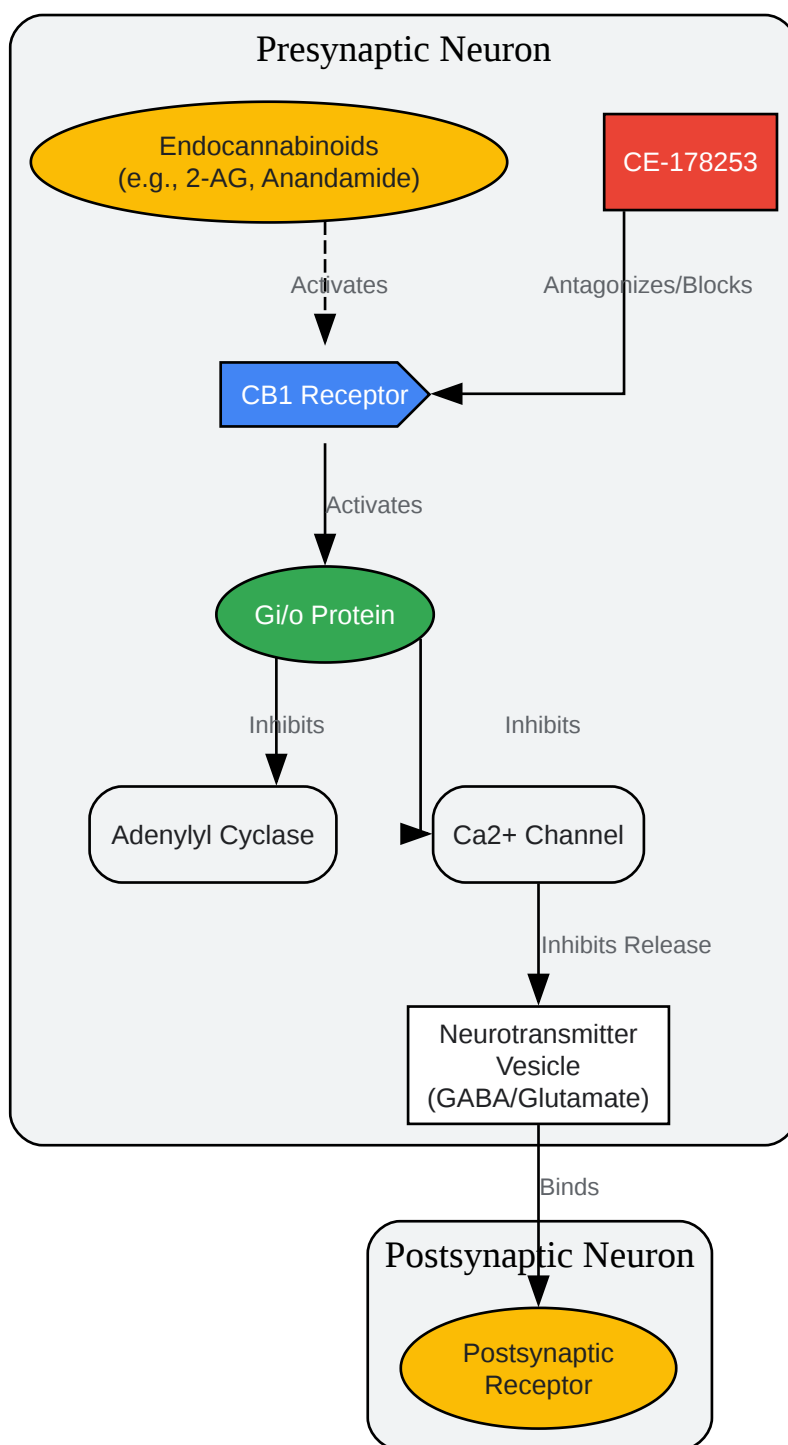 Presynaptic Neuron
Endocannabinoids
(e.g., 2-AG, Anandamide)
CE-178253
Activates
Antagonizes/Blocks
CB1 Receptor
Activates
Gi/o Protein
Inhibits
Inhibits
Adenylyl Cyclase
Ca2+ Channel
Inhibits Release
Neurotransmitter
Vesicle
(GABA/Glutamate)
Binds
Postsynaptic Neuron
Postsynaptic
Receptor